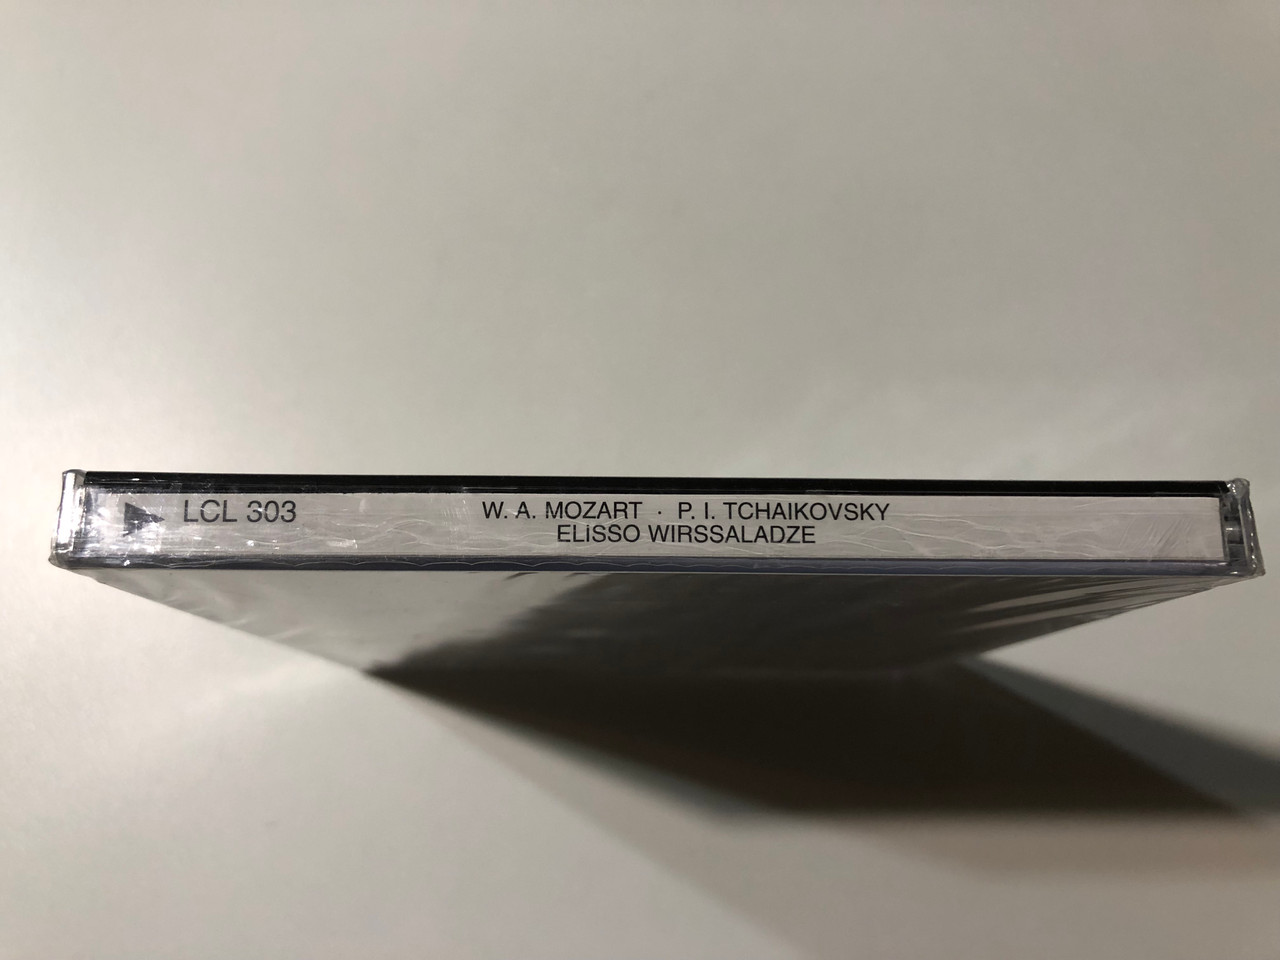 LCL 303
W. A. MOZART · P. I. TCHAIKOVSKY
ELISSO WIRSSALADZE